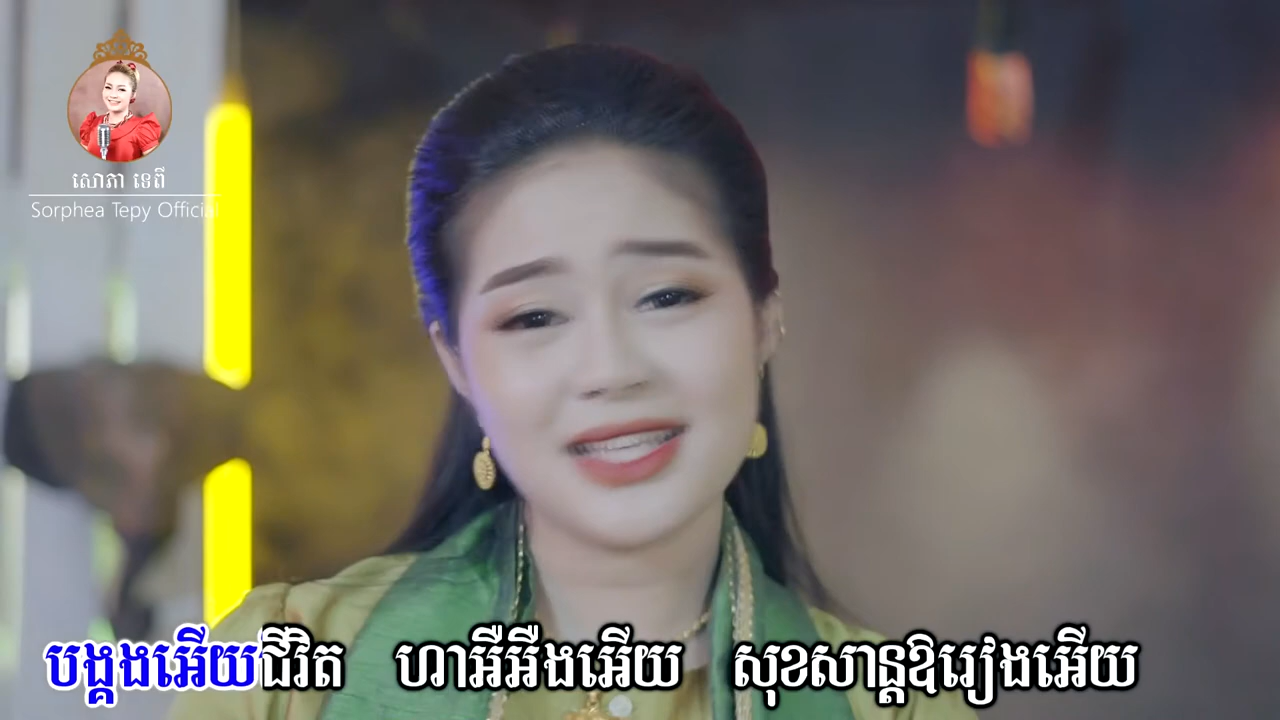 សោភា ទេពី
Sorphea Tepy Official
បង្គងអើយជីវិត ហាអឺអឺងអើយ សុខសាន្តឱរៀងអើយ